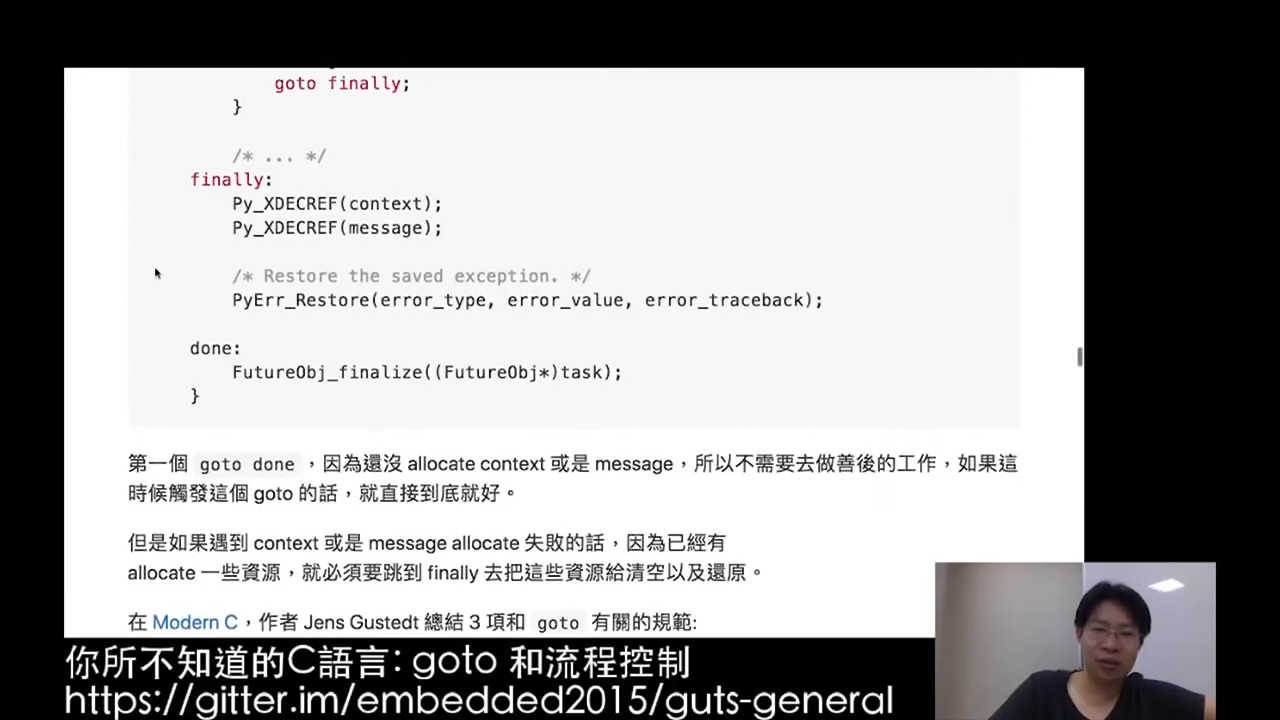 goto finally;
}
/* ... */
finally:
Py_XDECREF(context);
Py_XDECREF(message);
/* Restore the saved exception. */
PyErr_Restore(error_type, error_value, error_traceback);
done:
FutureObj_finalize((FutureObj*)task);
}
第一個 goto done，因為還沒 allocate context 或是 message，所以不需要去做善後的工作，如果這
時候觸發這個 goto 的話，就直接到底就好。
但是如果遇到 context 或是 message allocate 失敗的話，因為已經有
allocate 一些資源，就必須要跳到 finally 去把這些資源給清空以及還原。
在 Modern C，作者 Jens Gustedt 總結 3 項和 goto 有關的規範:
你所不知道的C語言: goto 和流程控制
https://gitter.im/embedded2015/guts-general